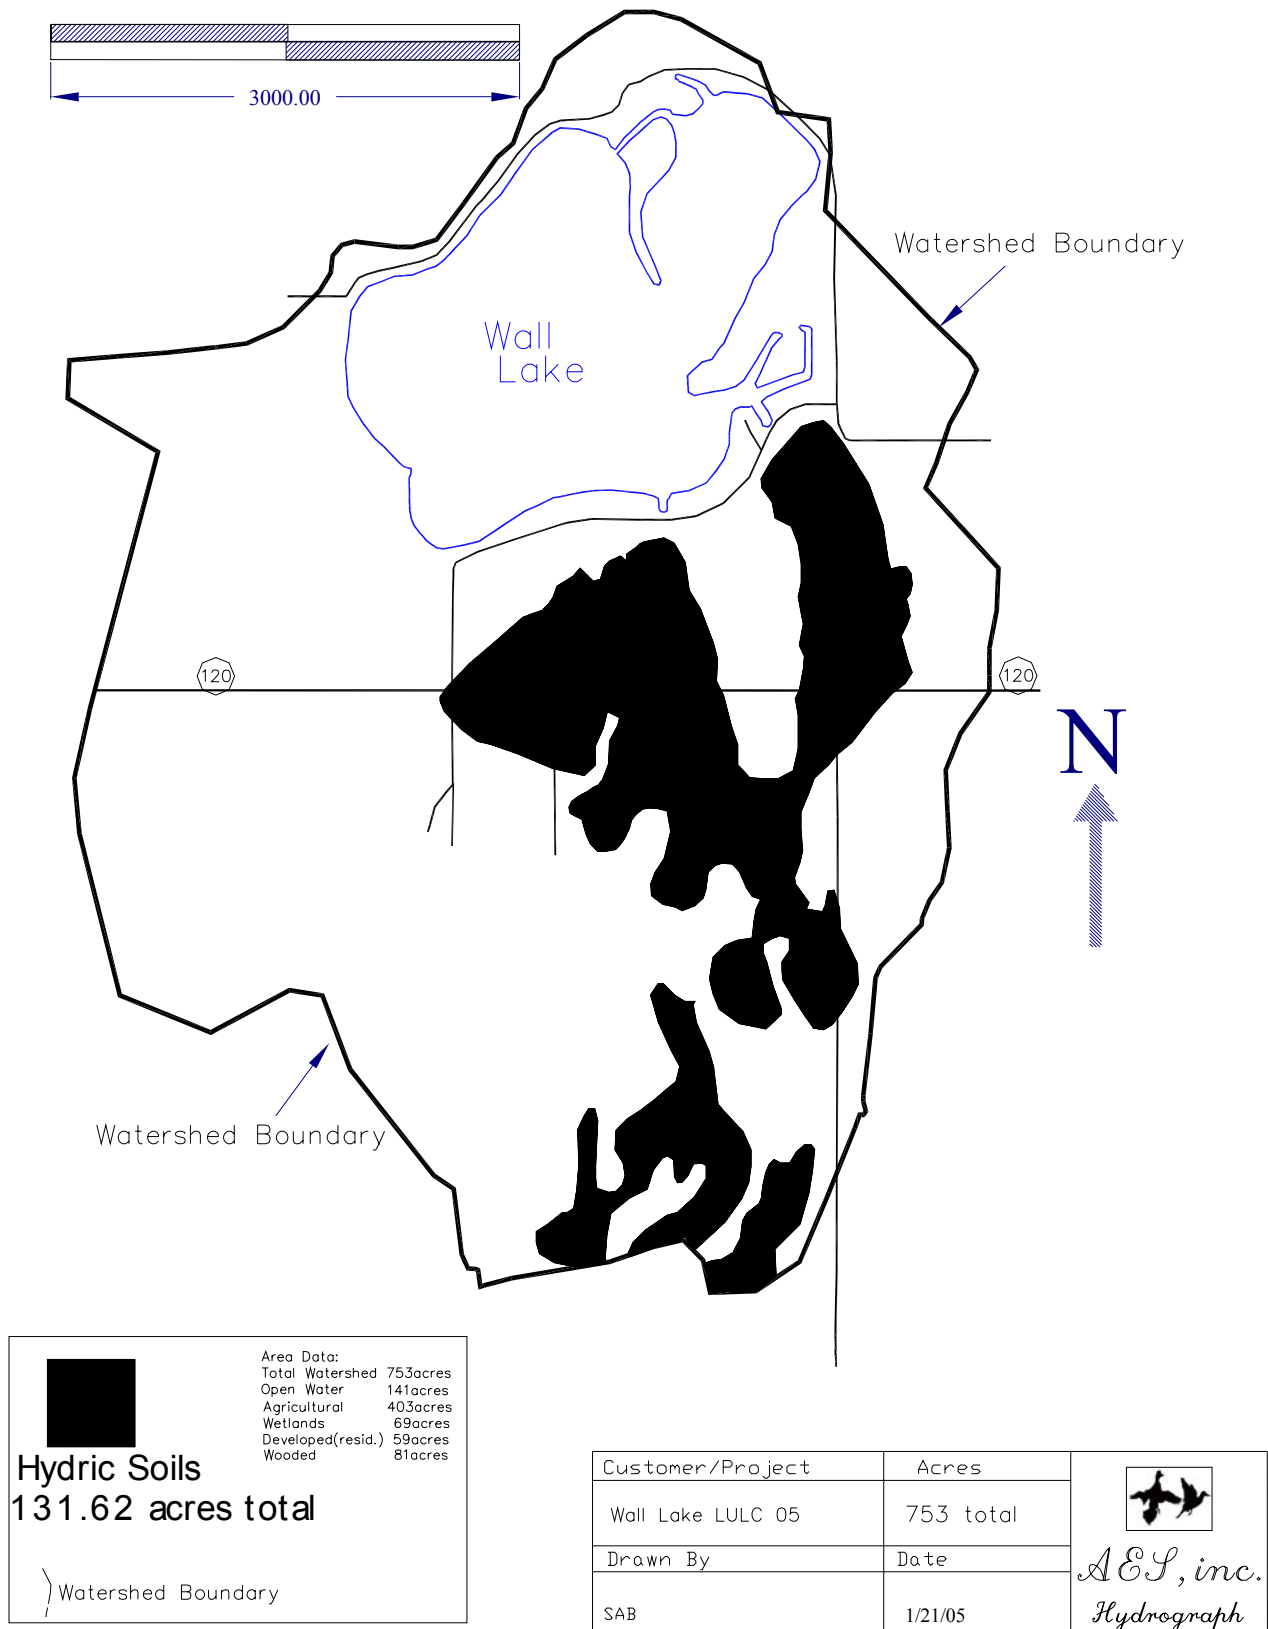 3000.00
Watershed Boundary
Wall
Lake
120
120
N
Watershed Boundary
Area Data:
Total Watershed 753acres
Open Water 141acres
Agricultural 403acres
Wetlands 69acres
Developed(resid.) 59acres
Wooded 81acres
Hydric Soils
131.62 acres total
Watershed Boundary
Customer/Project Acres
Wall Lake LULC 05 753 total
Drawn By Date
SAB 1/21/05
AES, inc.
Hydrograph